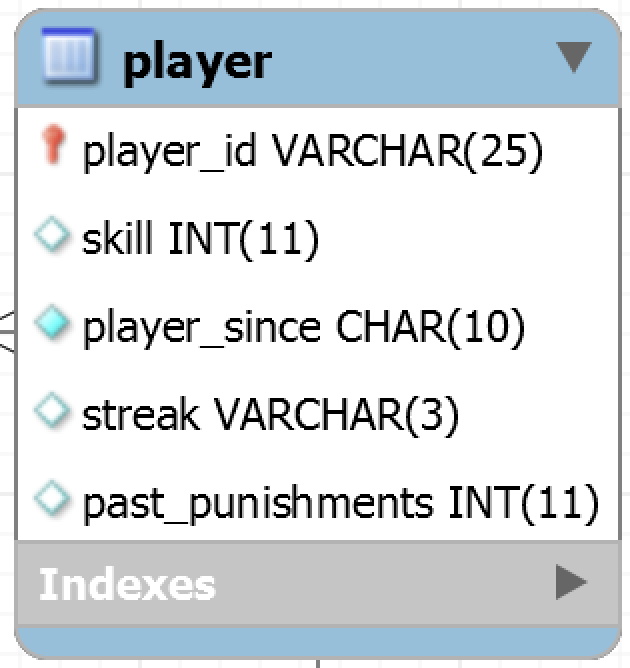 player
player_id VARCHAR(25)
skill INT(11)
player_since CHAR(10)
streak VARCHAR(3)
past_punishments INT(11)
Indexes